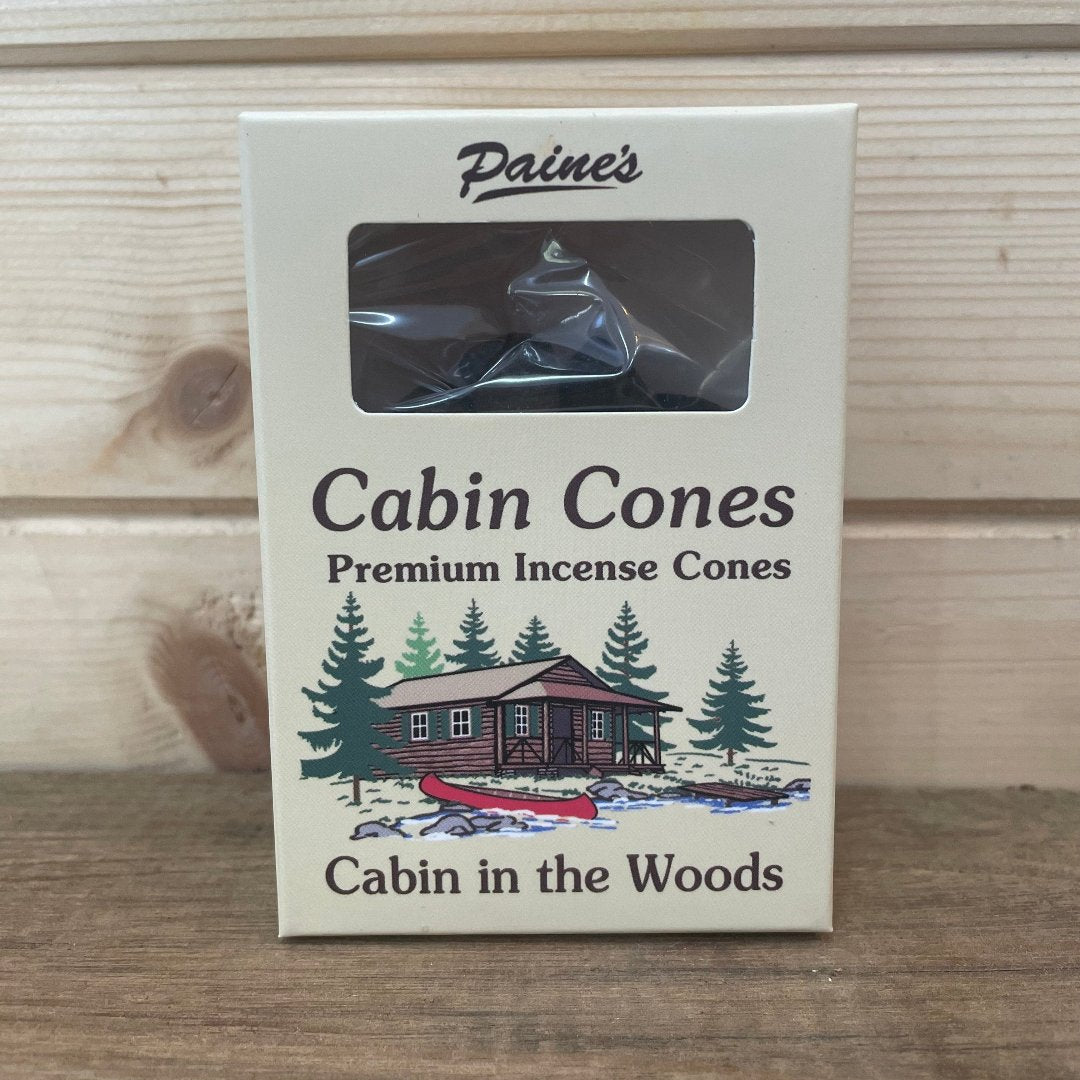 Paine's
Cabin Cones
Premium Incense Cones
Cabin in the Woods